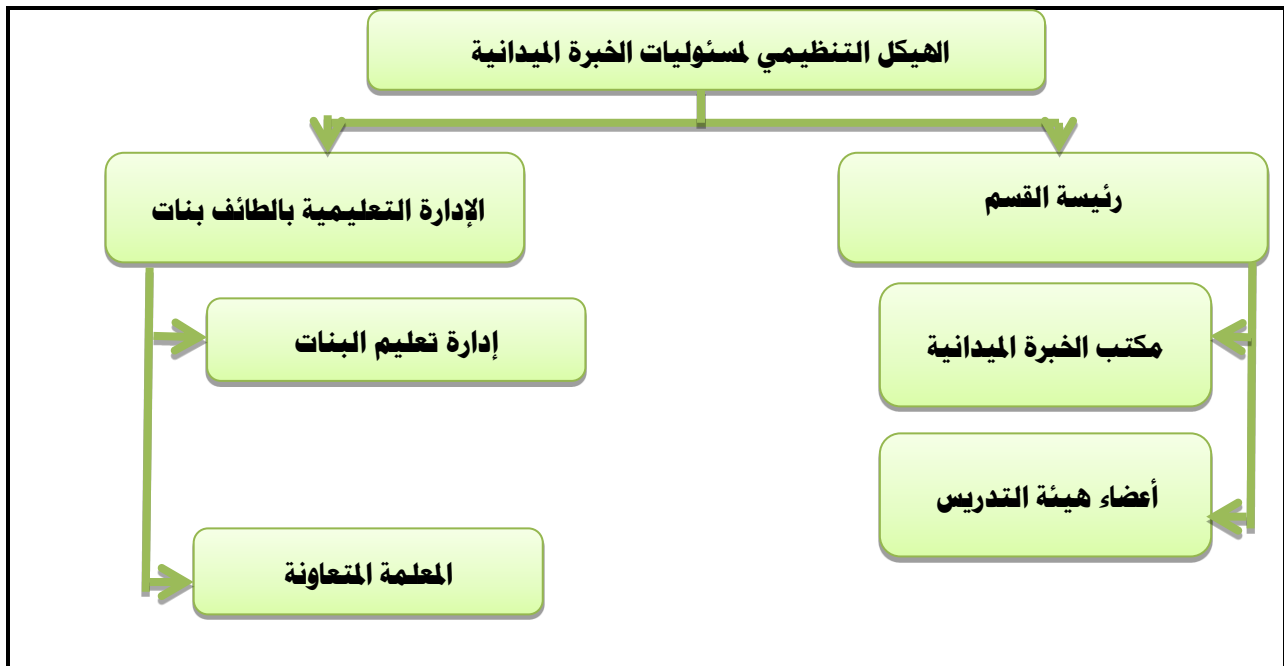 الهيكل التنظيمي لمسئوليات الخبرة الميدانية
رئيسة القسم
الإدارة التعليمية بالطائف بنات
مكتب الخبرة الميدانية
إدارة تعليم البنات
أعضاء هيئة التدريس
المعلمة المتعاونة